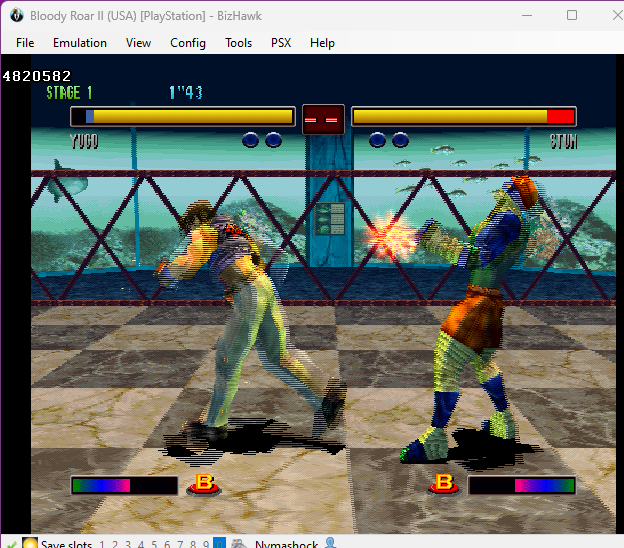 Bloody Roar II (USA) [PlayStation] - BizHawk
File Emulation View Config Tools PSX Help
4820582
STAGE 1 1"43
YUGO STUN
B B
Save slots 1 2 3 4 5 6 7 8 9 0 Nymashock